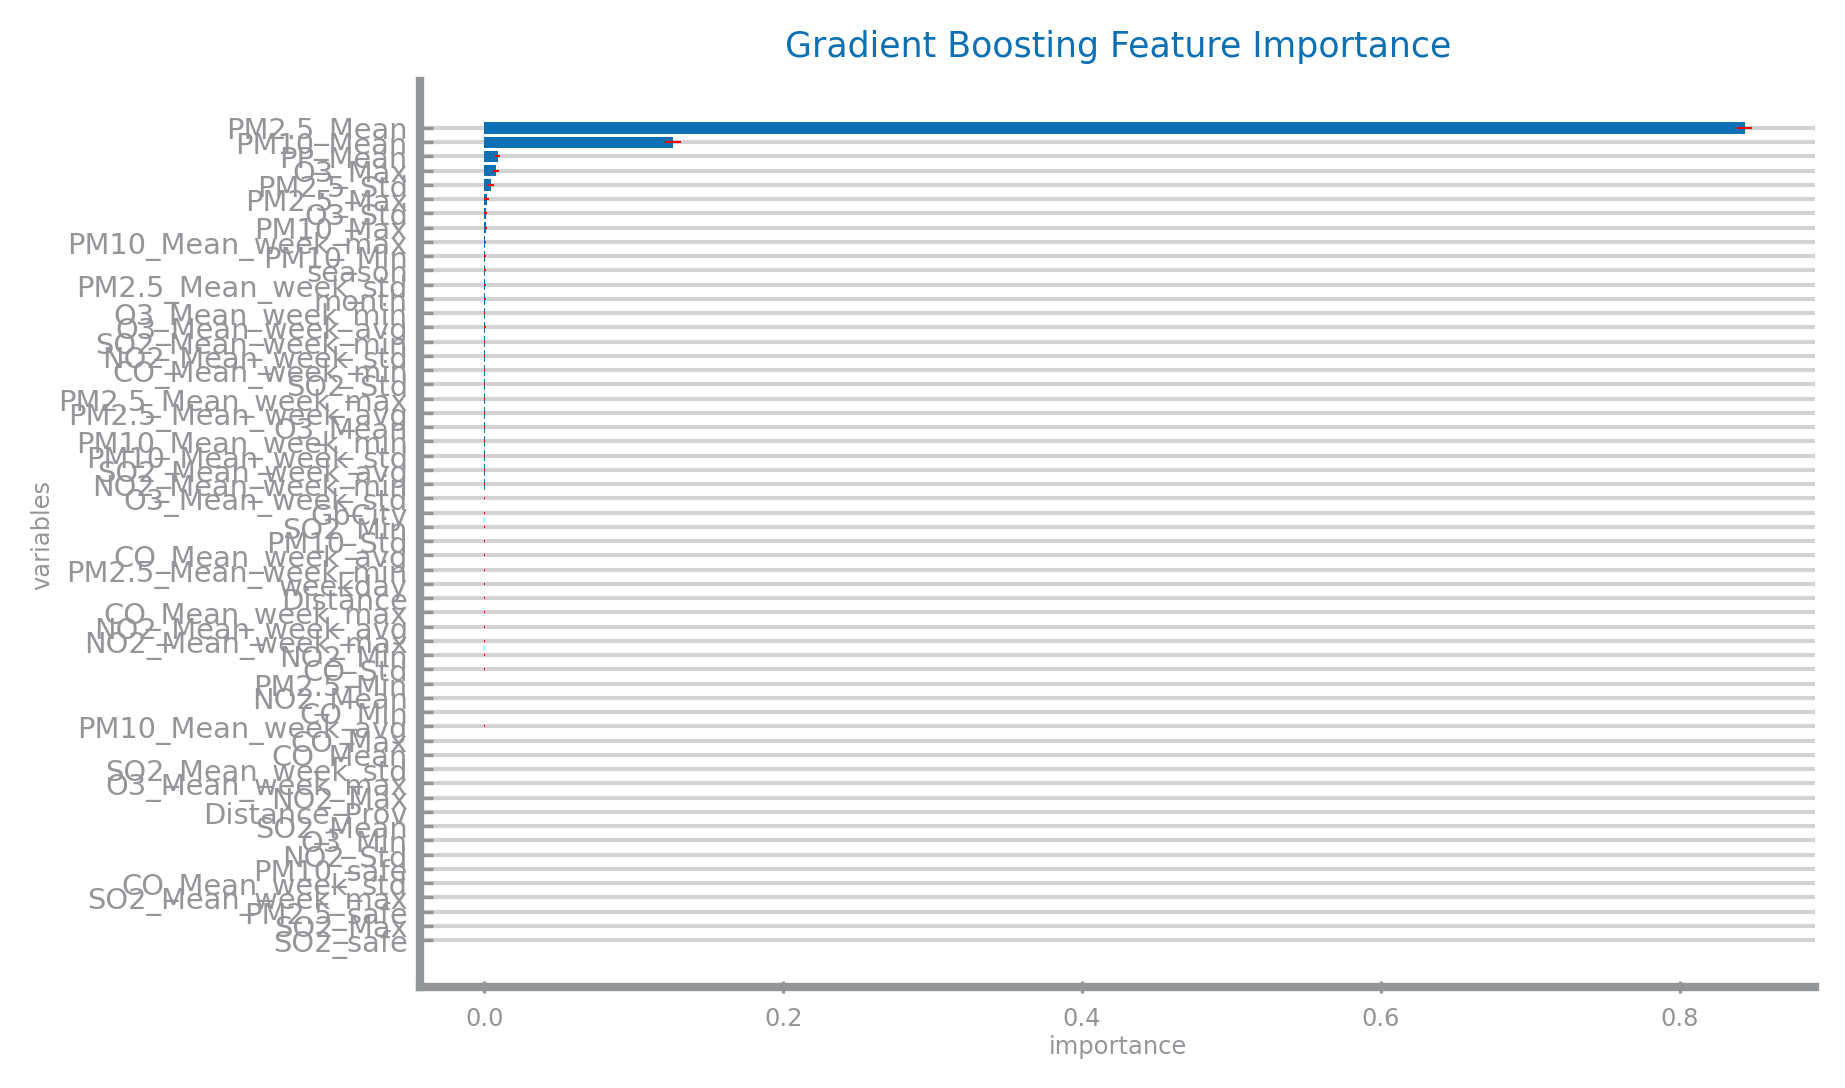 Gradient Boosting Feature Importance
PM2.5_Mean
PM10_Mean
PP_Mean
O3_Max
PM2.5_Std
PM2.5_Max
O3_Std
PM10_Max
PM10_Mean_week_max
PM10_Min
season
PM2.5_Mean_week_std
month
O3_Mean_week_min
O3_Mean_week_avg
SO2_Mean_week_min
NO2_Mean_week_std
CO_Mean_week_min
SO2_Std
PM2.5_Mean_week_max
PM2.5_Mean_week_avg
O3_Mean
PM10_Mean_week_min
PM10_Mean_week_std
SO2_Mean_week_avg
NO2_Mean_week_min
O3_Mean_week_std
GbCity
SO2_Min
PM10_Std
CO_Mean_week_avg
PM2.5_Mean_week_min
weekday
Distance
CO_Mean_week_max
NO2_Mean_week_avg
NO2_Mean_week_max
NO2_Min
CO_Std
PM2.5_Min
NO2_Mean
CO_Min
PM10_Mean_week_avg
CO_Max
CO_Mean
SO2_Mean_week_std
O3_Mean_week_max
NO2_Max
Distance_Prov
SO2_Mean
O3_Min
NO2_Std
PM10_safe
CO_Mean_week_std
SO2_Mean_week_max
PM2.5_safe
SO2_Max
SO2_safe
variables
0.0 0.2 0.4 0.6 0.8
importance